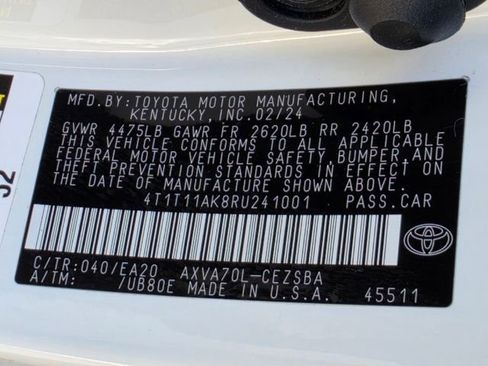 MFD.BY:TOYOTA MOTOR MANUFACTURING,
KENTUCKY,INC.02/24
GVWR 4475LB GAWR FR 2620LB RR 2420LB
THIS VEHICLE CONFORMS TO ALL APPLICABLE
FEDERAL MOTOR VEHICLE SAFETY,BUMPER,AND
THEFT PREVENTION STANDARDS IN EFFECT ON
THE DATE OF MANUFACTURE SHOWN ABOVE.
4T1T11AK8RU241001 PASS.CAR
C/TR:040/EA20 AXVA70L-CEZSBA
A/TM: /UB80E MADE IN U.S.A. 45511